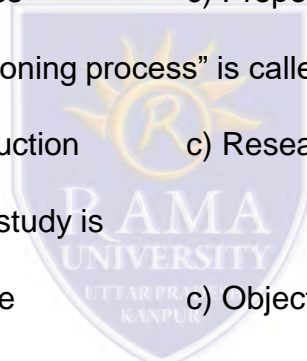 c) Prope
oning process” is calle
uction c) Resea
RAMA
study is
UNIVERSITY
UTTAR PRADESH
e c) Object
KANPUR